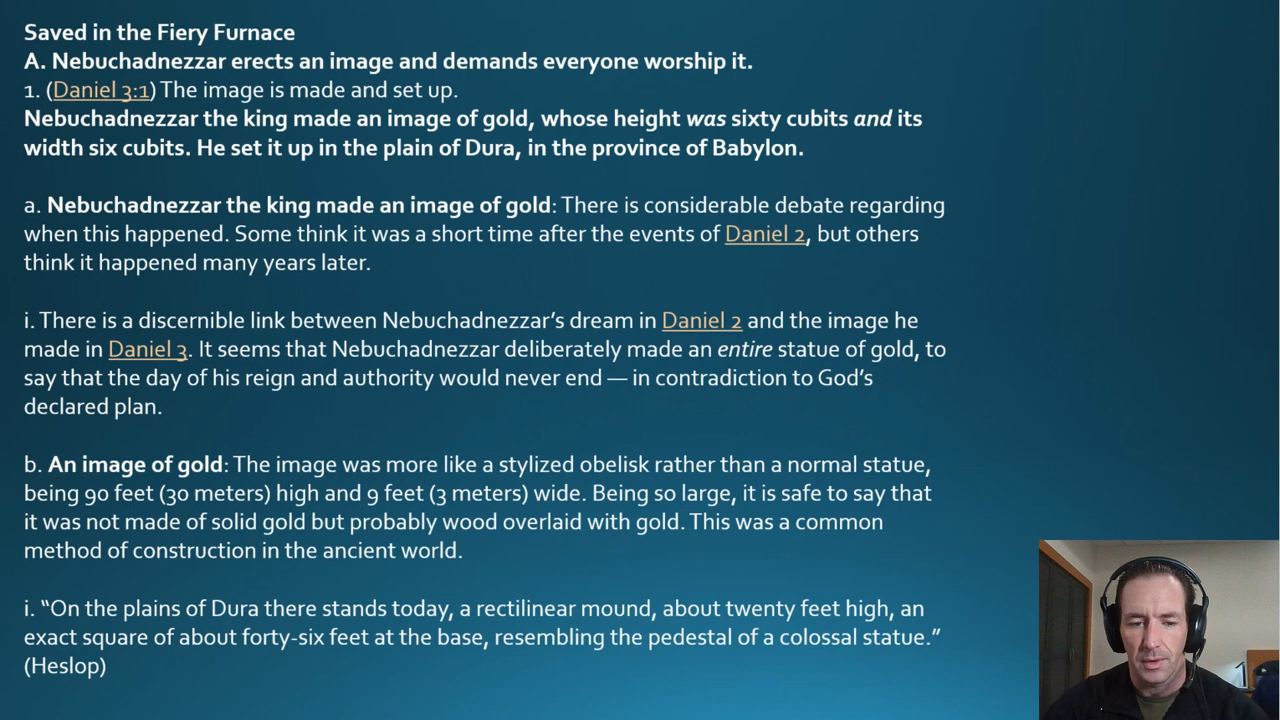 Saved in the Fiery Furnace
A. Nebuchadnezzar erects an image and demands everyone worship it.
1. (Daniel 3:1) The image is made and set up.
Nebuchadnezzar the king made an image of gold, whose height was sixty cubits and its
width six cubits. He set it up in the plain of Dura, in the province of Babylon.
a. Nebuchadnezzar the king made an image of gold: There is considerable debate regarding
when this happened. Some think it was a short time after the events of Daniel 2, but others
think it happened many years later.
i. There is a discernible link between Nebuchadnezzar’s dream in Daniel 2 and the image he
made in Daniel 3. It seems that Nebuchadnezzar deliberately made an entire statue of gold, to
say that the day of his reign and authority would never end — in contradiction to God’s
declared plan.
b. An image of gold: The image was more like a stylized obelisk rather than a normal statue,
being 90 feet (30 meters) high and 9 feet (3 meters) wide. Being so large, it is safe to say that
it was not made of solid gold but probably wood overlaid with gold. This was a common
method of construction in the ancient world.
i. “On the plains of Dura there stands today, a rectilinear mound, about twenty feet high, an
exact square of about forty-six feet at the base, resembling the pedestal of a colossal statue.”
(Heslop)